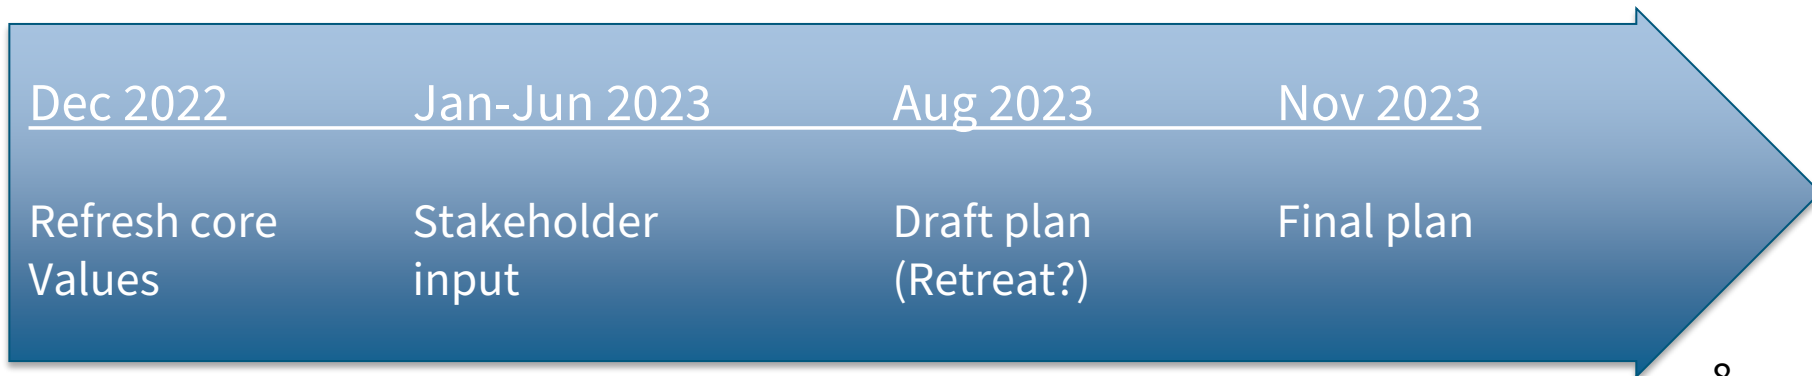 Dec 2022 Jan-Jun 2023 Aug 2023 Nov 2023
Refresh core Stakeholder Draft plan Final plan
Values input (Retreat?)